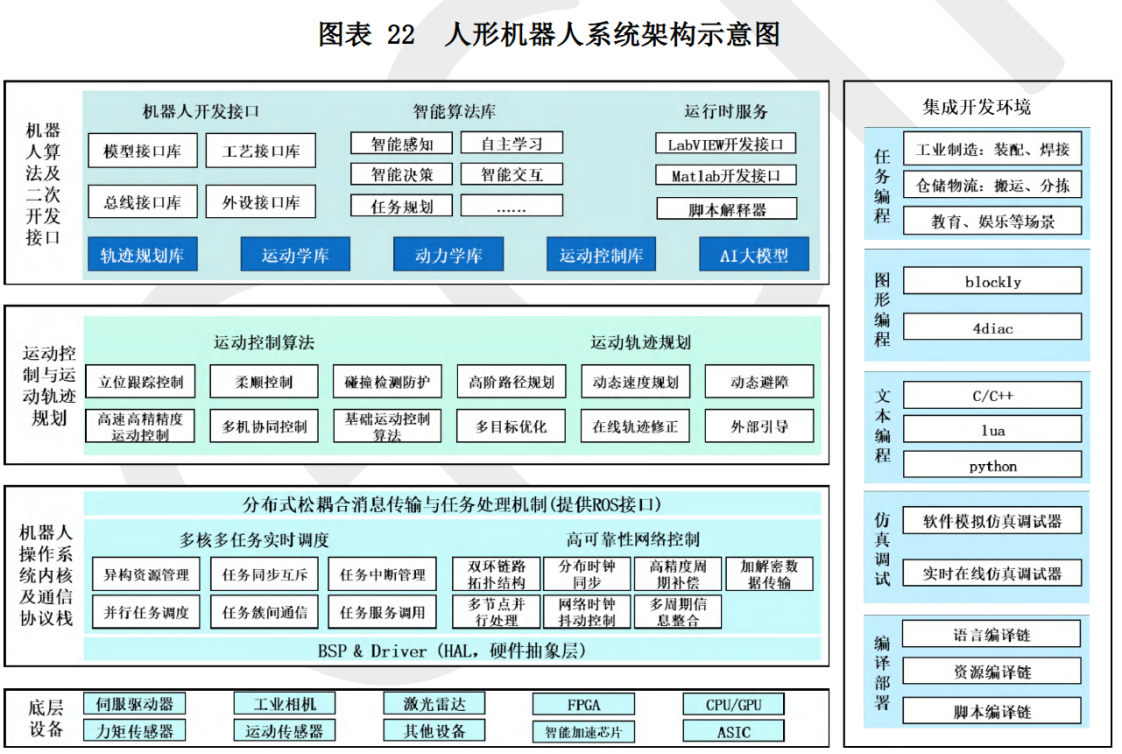 图表 22 人形机器人系统架构示意图
机器
人算
法及
二次
开发
接口
机器人开发接口
模型接口库
工艺接口库
总线接口库
外设接口库
智能算法库
智能感知
自主学习
智能决策
智能交互
任务规划
......
运行时服务
LabVIEW开发接口
Matlab开发接口
脚本解释器
轨迹规划库
运动学库
动力学库
运动控制库
AI大模型
运动控
制与运
动轨迹
规划
运动控制算法
立位跟踪控制
柔顺控制
碰撞检测防护
高速高精精度
运动控制
多机协同控制
基础运动控制
算法
运动轨迹规划
高阶路径规划
动态速度规划
动态避障
多目标优化
在线轨迹修正
外部引导
机器人
操作系
统内核
及通信
协议栈
分布式松耦合消息传输与任务处理机制(提供ROS接口)
多核多任务实时调度
异构资源管理
任务同步互斥
任务中断管理
并行任务调度
任务簇间通信
任务服务调用
高可靠性网络控制
双环链路
拓扑结构
分布时钟
同步
高精度周
期补偿
加解密数
据传输
多节点并
行处理
网络时钟
抖动控制
多周期信
息整合
BSP & Driver (HAL，硬件抽象层)
底层
设备
伺服驱动器
工业相机
激光雷达
FPGA
CPU/GPU
力矩传感器
运动传感器
其他设备
智能加速芯片
ASIC
集成开发环境
任
务
编
程
工业制造：装配、焊接
仓储物流：搬运、分拣
教育、娱乐等场景
图
形
编
程
blockly
4diac
文
本
编
程
C/C++
lua
python
仿
真
调
试
软件模拟仿真调试器
实时在线仿真调试器
编
译
部
署
语言编译链
资源编译链
脚本编译链